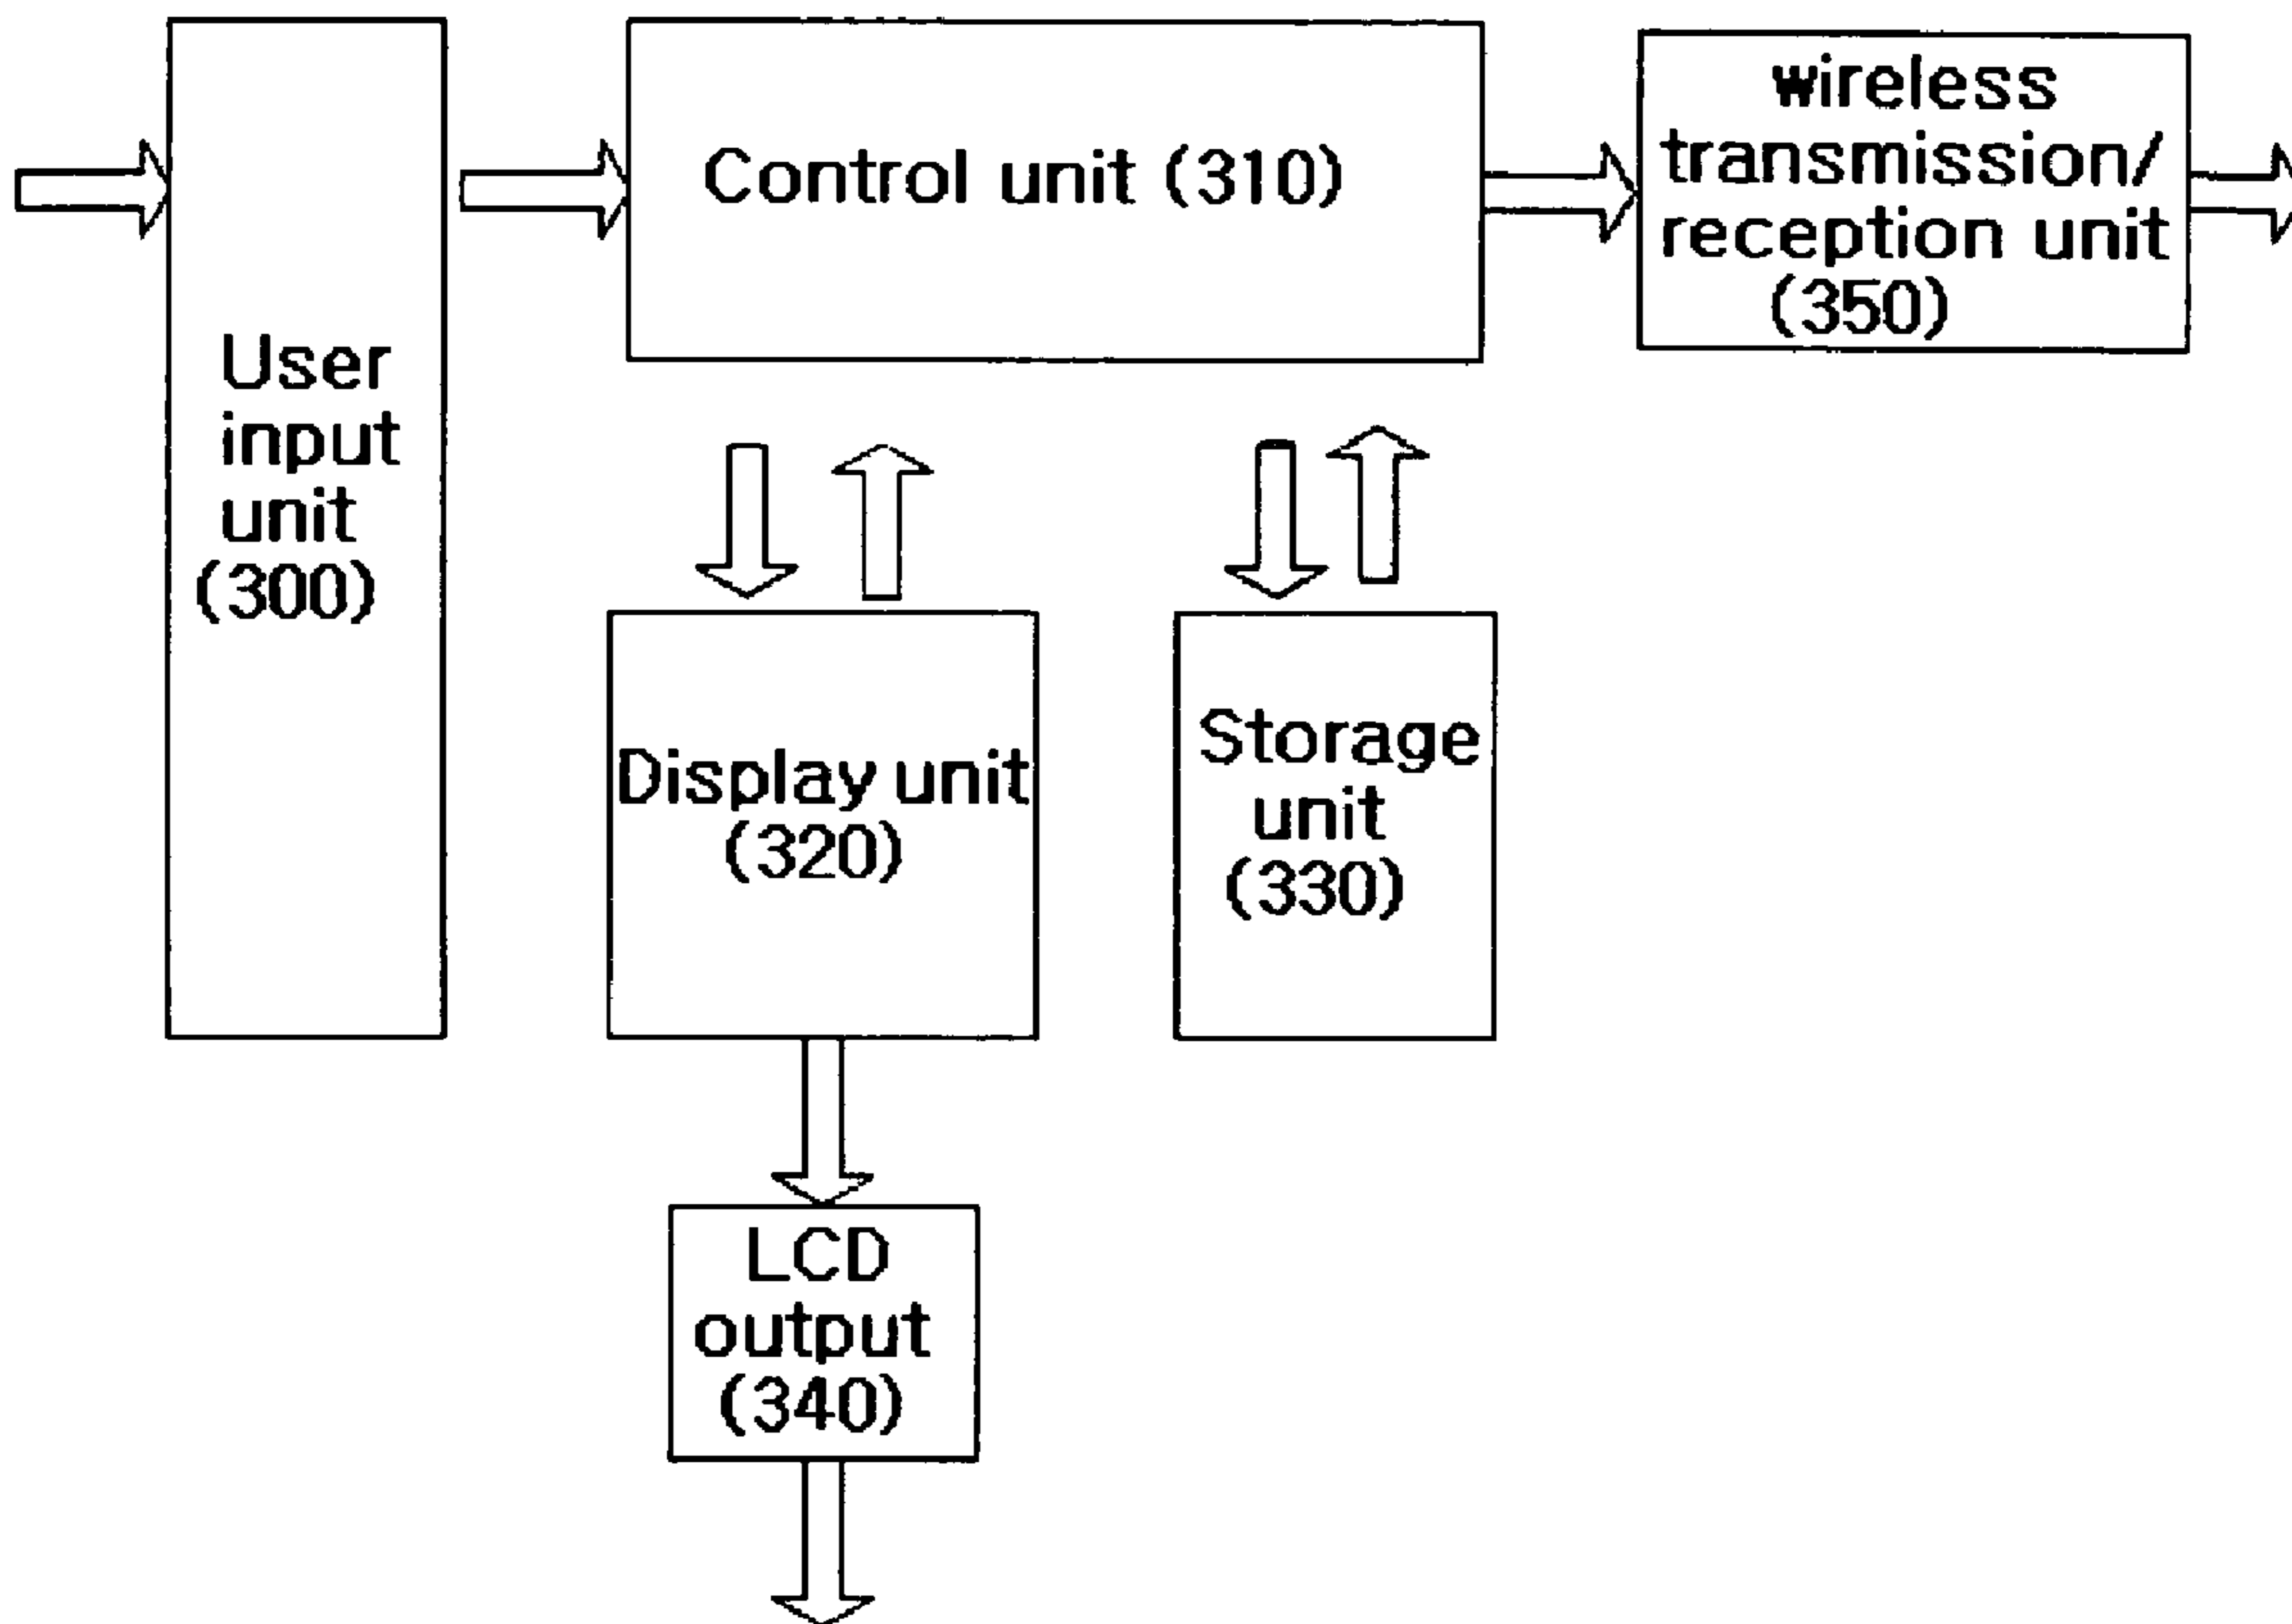 User
input
unit
(300)
Control unit (310)
wireless
transmission/
reception unit
(350)
Display unit
(320)
Storage
unit
(330)
LCD
output
(340)